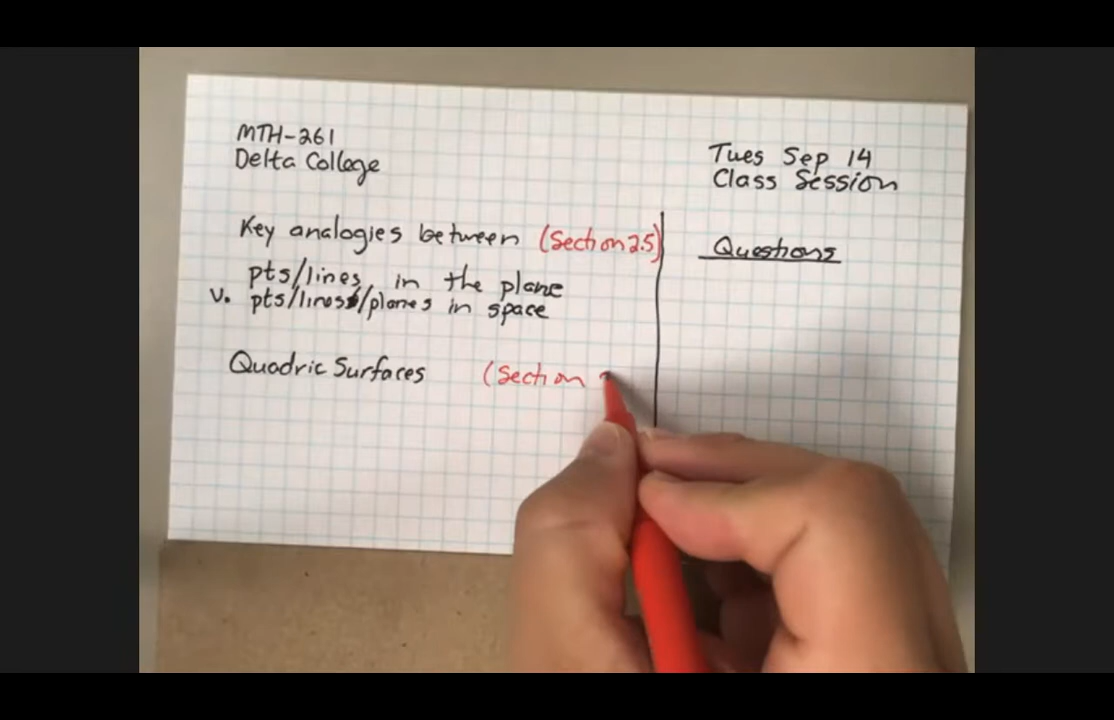 MTH-261
Delta College
Tues Sep 14
Class Session
Key analogies between (Section 2.5)
pts/lines in the plane
v. pts/lines/planes in space
Questions
Quadric Surfaces (Section